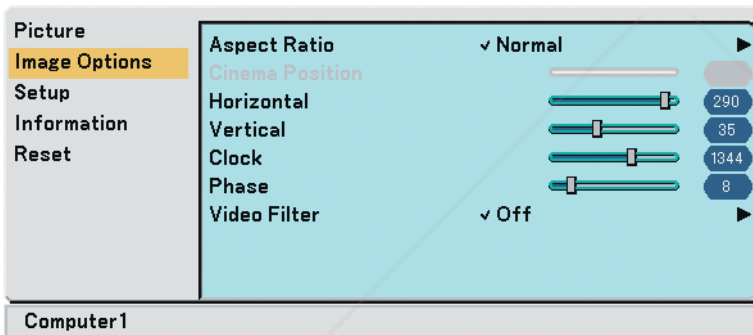 Picture
Image Options
Setup
Information
Reset
Aspect Ratio ✓ Normal ▶
Cinema Position
Horizontal 290
Vertical 35
Clock 1344
Phase 8
Video Filter ✓ Off ▶
Computer1